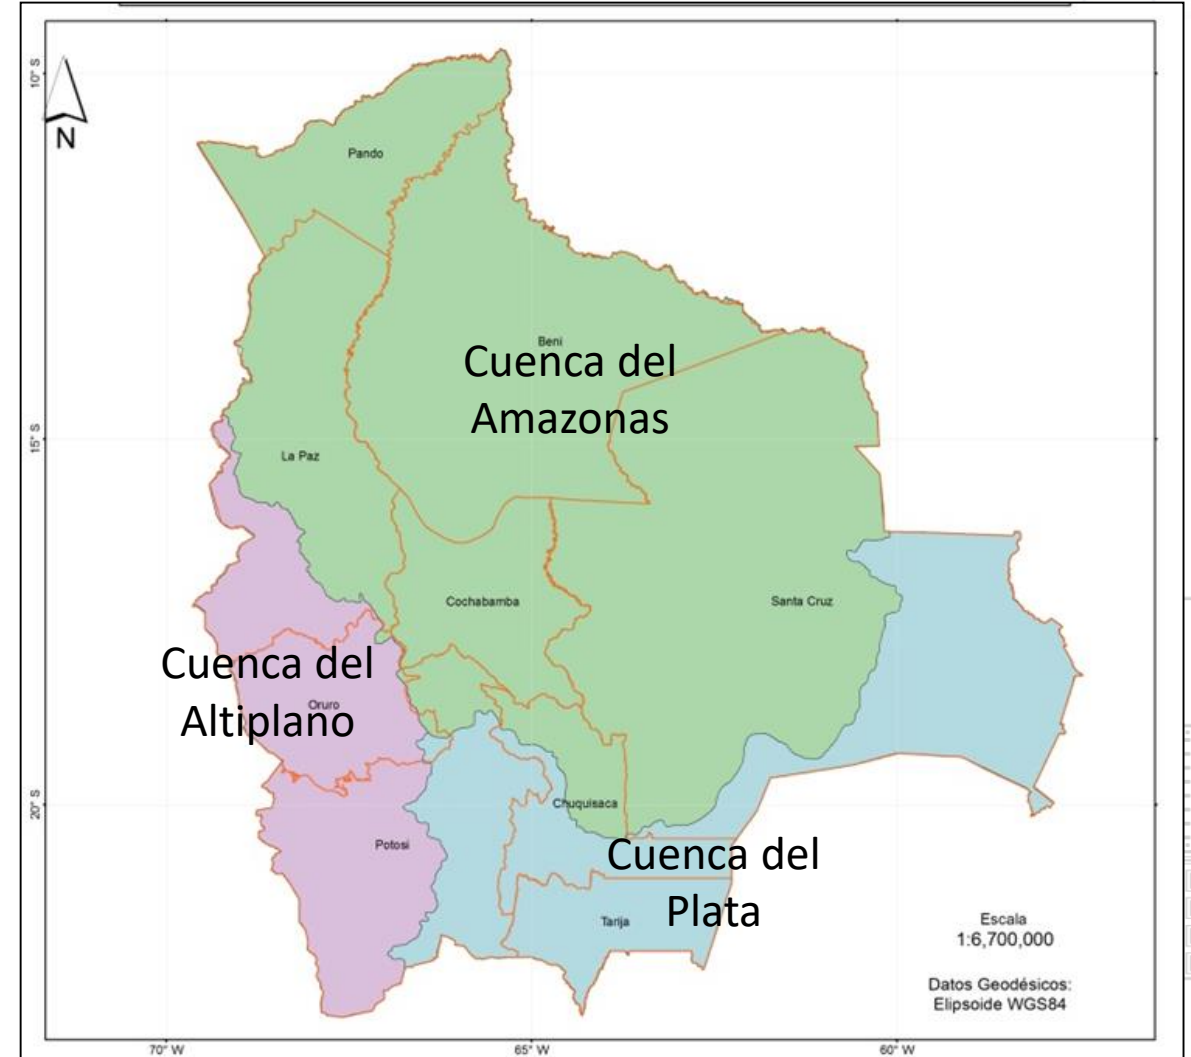 10° S
N
Pando
Beni
Cuenca del
Amazonas
15° S
La Paz
Cochabamba
Santa Cruz
Cuenca del
Altiplano
Oruro
20° S
Chuquisaca
Potosi
Cuenca del
Plata
Tarija
Escala
1:6,700,000
Datos Geodésicos:
Elipsoide WGS84
70° W
65° W
60° W